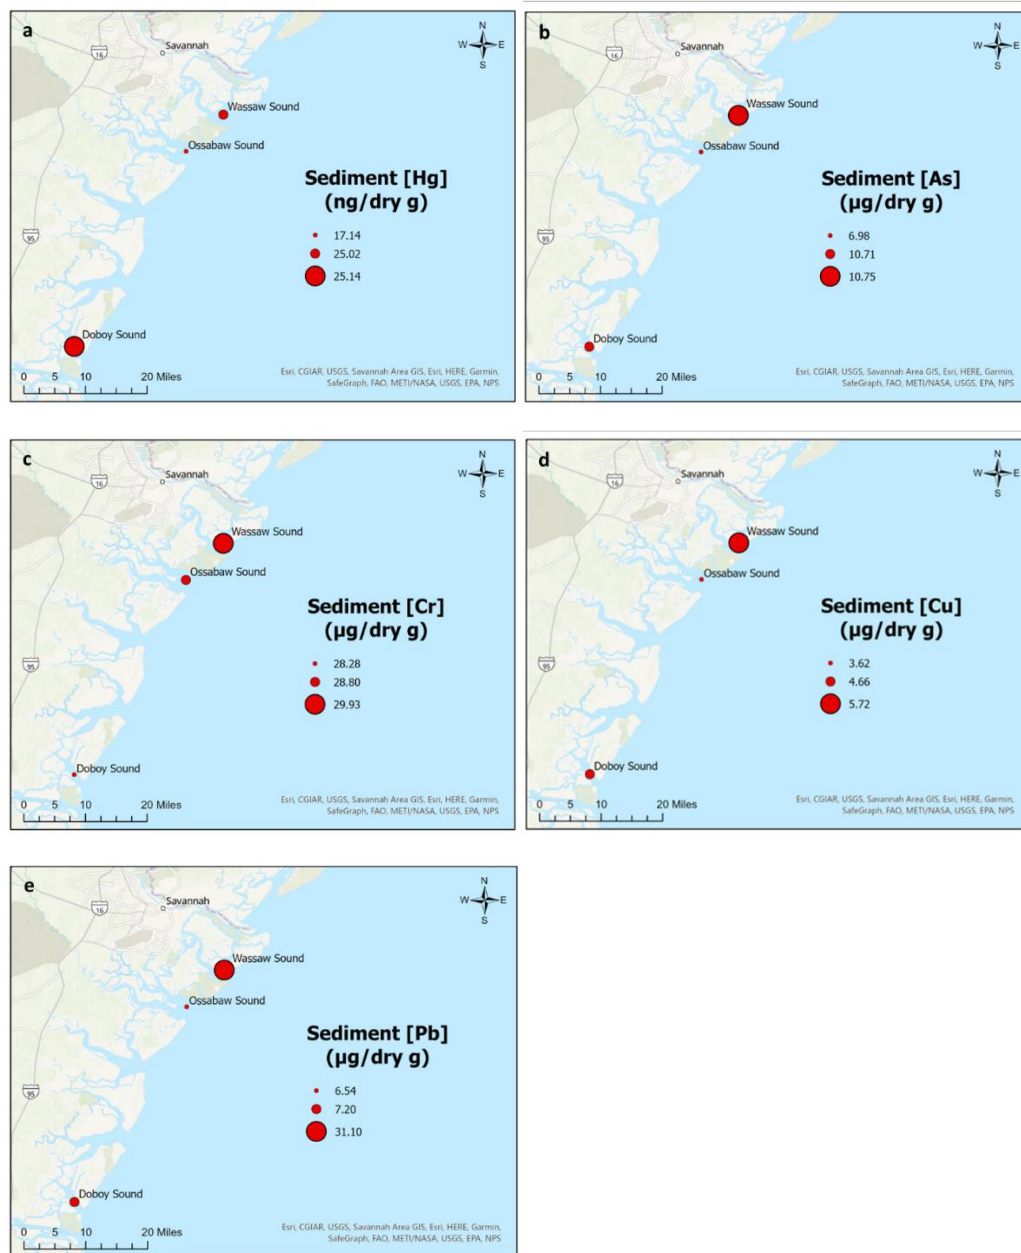 a
N
W E
S
16
Savannah
Wassaw Sound
Ossabaw Sound
Sediment [Hg]
(ng/dry g)
17.14
25.02
25.14
95
Doboy Sound
0 5 10 20 Miles
Esri, CGIAR, USGS, Savannah Area GIS, Esri, HERE, Garmin,
SafeGraph, FAO, METI/NASA, USGS, EPA, NPS
b
N
W E
S
16
Savannah
Wassaw Sound
Ossabaw Sound
Sediment [As]
(µg/dry g)
6.98
10.71
10.75
95
Doboy Sound
0 5 10 20 Miles
Esri, CGIAR, USGS, Savannah Area GIS, Esri, HERE, Garmin,
SafeGraph, FAO, METI/NASA, USGS, EPA, NPS
c
N
W E
S
16
Savannah
Wassaw Sound
Ossabaw Sound
Sediment [Cr]
(µg/dry g)
28.28
28.80
29.93
95
Doboy Sound
0 5 10 20 Miles
Esri, CGIAR, USGS, Savannah Area GIS, Esri, HERE, Garmin,
SafeGraph, FAO, METI/NASA, USGS, EPA, NPS
d
N
W E
S
16
Savannah
Wassaw Sound
Ossabaw Sound
Sediment [Cu]
(µg/dry g)
3.62
4.66
5.72
95
Doboy Sound
0 5 10 20 Miles
Esri, CGIAR, USGS, Savannah Area GIS, Esri, HERE, Garmin,
SafeGraph, FAO, METI/NASA, USGS, EPA, NPS
e
N
W E
S
16
Savannah
Wassaw Sound
Ossabaw Sound
Sediment [Pb]
(µg/dry g)
6.54
7.20
31.10
95
Doboy Sound
0 5 10 20 Miles
Esri, CGIAR, USGS, Savannah Area GIS, Esri, HERE, Garmin,
SafeGraph, FAO, METI/NASA, USGS, EPA, NPS